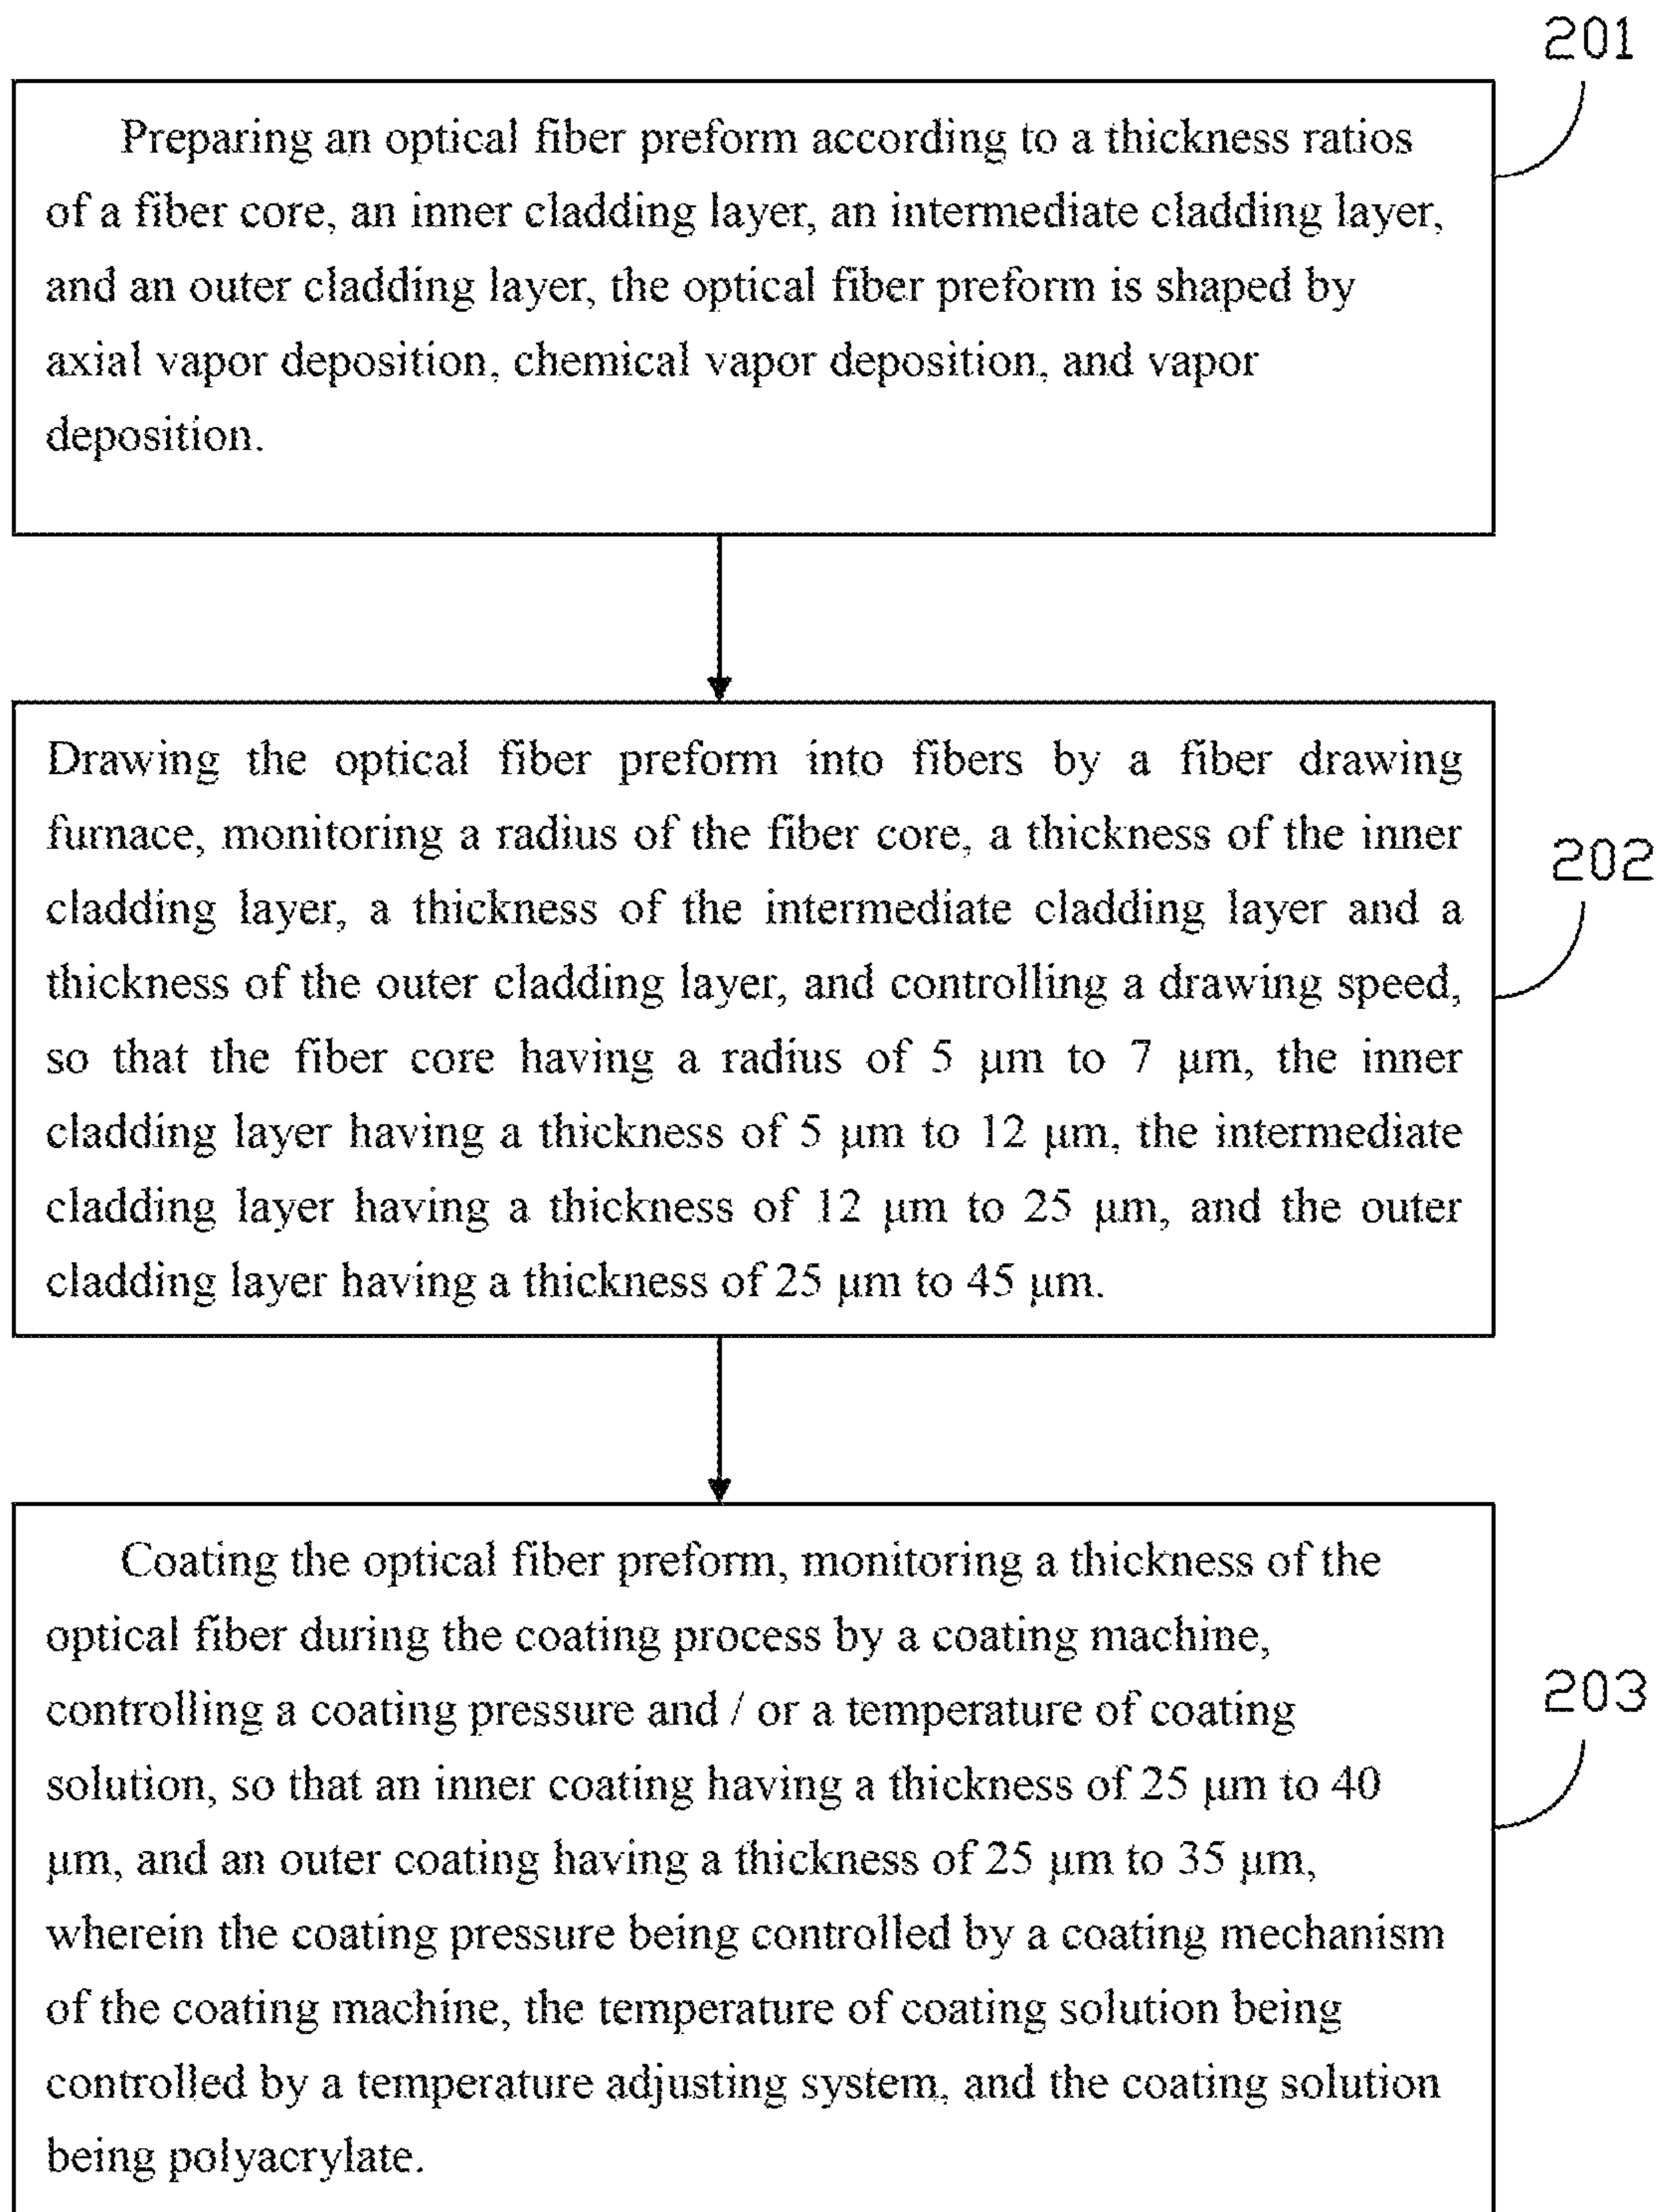 201
Preparing an optical fiber preform according to a thickness ratios
of a fiber core, an inner cladding layer, an intermediate cladding layer,
and an outer cladding layer, the optical fiber preform is shaped by
axial vapor deposition, chemical vapor deposition, and vapor
deposition.
Drawing the optical fiber preform into fibers by a fiber drawing
furnace, monitoring a radius of the fiber core, a thickness of the inner
202
cladding layer, a thickness of the intermediate cladding layer and a
thickness of the outer cladding layer, and controlling a drawing speed,
so that the fiber core having a radius of 5 μm to 7 μm, the inner
cladding layer having a thickness of 5 μm to 12 μm, the intermediate
cladding layer having a thickness of 12 μm to 25 μm, and the outer
cladding layer having a thickness of 25 μm to 45 μm.
Coating the optical fiber preform, monitoring a thickness of the
optical fiber during the coating process by a coating machine,
203
controlling a coating pressure and / or a temperature of coating
solution, so that an inner coating having a thickness of 25 μm to 40
μm, and an outer coating having a thickness of 25 μm to 35 μm,
wherein the coating pressure being controlled by a coating mechanism
of the coating machine, the temperature of coating solution being
controlled by a temperature adjusting system, and the coating solution
being polyacrylate.